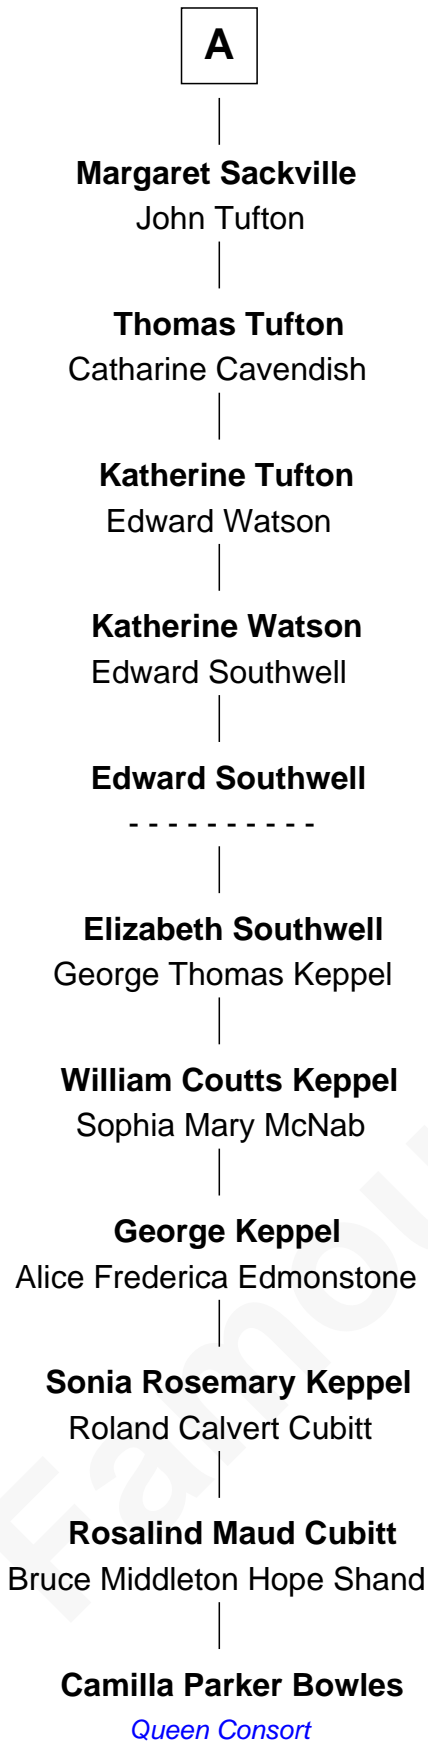 A
Margaret Sackville
John Tufton
Thomas Tufton
Catharine Cavendish
Katherine Tufton
Edward Watson
Katherine Watson
Edward Southwell
Edward Southwell
- - - - - - - - - -
Elizabeth Southwell
George Thomas Keppel
William Coutts Keppel
Sophia Mary McNab
George Keppel
Alice Frederica Edmonstone
Sonia Rosemary Keppel
Roland Calvert Cubitt
Rosalind Maud Cubitt
Bruce Middleton Hope Shand
Camilla Parker Bowles
Queen Consort